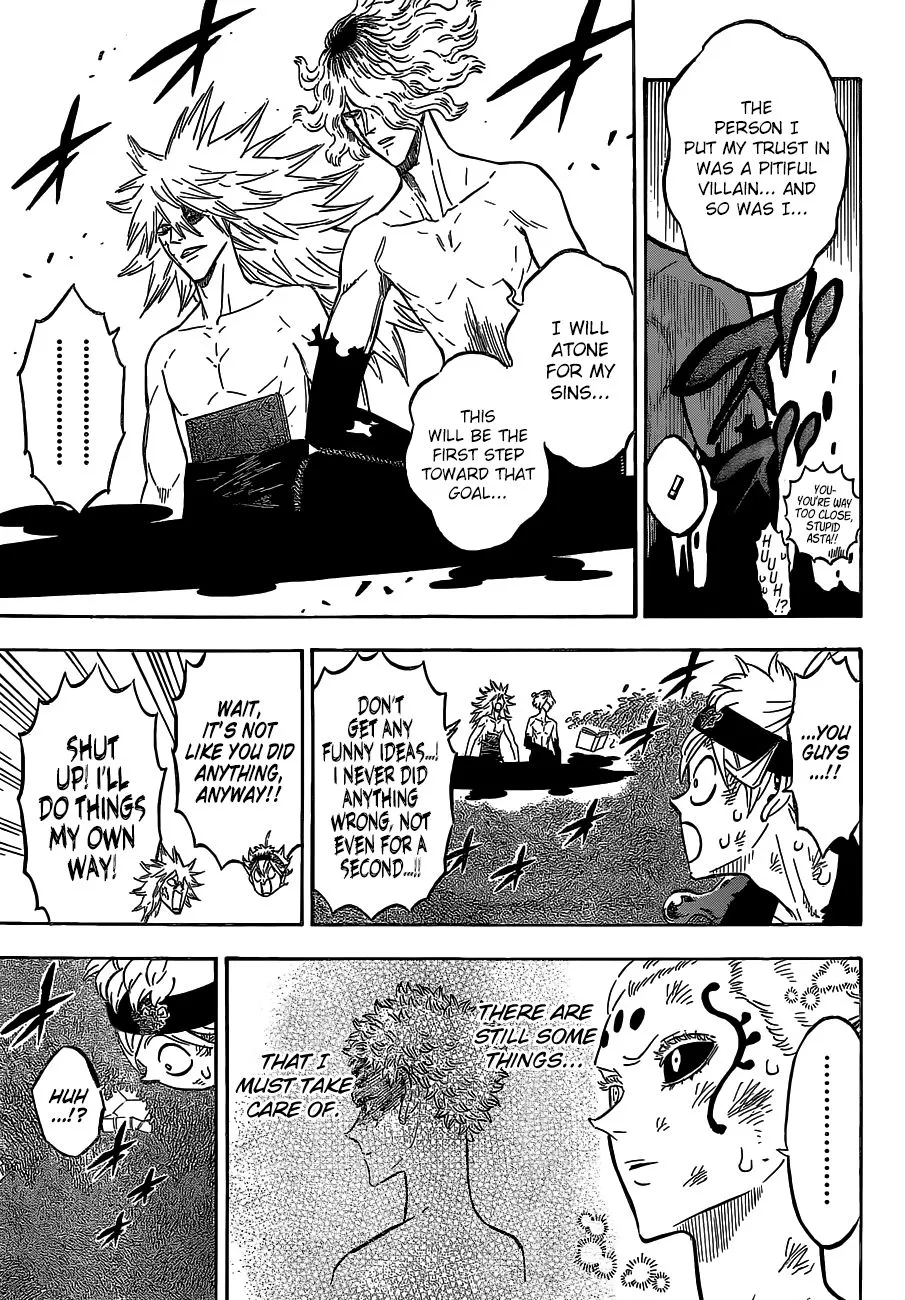 THE
PERSON I
PUT MY TRUST IN
WAS A PITIFUL
VILLAIN... AND
SO WAS I...
!
YOU-
YOU'RE WAY
TOO CLOSE,
STUPID
ASTA!!
HUUUH
!?
I WILL
ATONE
FOR MY
SINS...
THIS
WILL BE THE
FIRST STEP
TOWARD THAT
GOAL...
...........
...YOU
GUYS
...!!
DON'T
GET ANY
FUNNY IDEAS...!
I NEVER DID
ANYTHING
WRONG, NOT
EVEN FOR A
SECOND...!!
WAIT,
IT'S NOT
LIKE YOU DID
ANYTHING,
ANYWAY!!
SHUT
UP! I'LL
DO THINGS
MY OWN
WAY!
...........
THERE ARE
STILL SOME
THINGS...
THAT I
MUST TAKE
CARE OF.
HUH
...!?